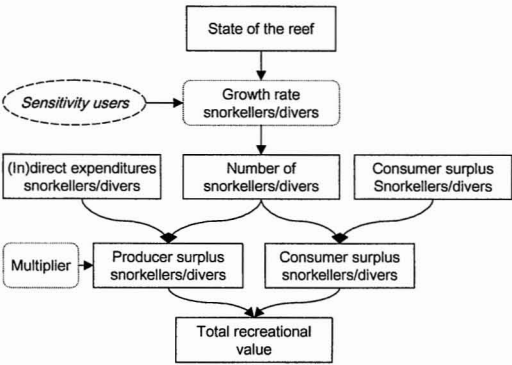 State of the reef
Sensitivity users
Growth rate
snorkellers/divers
(In)direct expenditures
snorkellers/divers
Number of
snorkellers/divers
Consumer surplus
Snorkellers/divers
Multiplier
Producer surplus
snorkellers/divers
Consumer surplus
snorkellers/divers
Total recreational
value